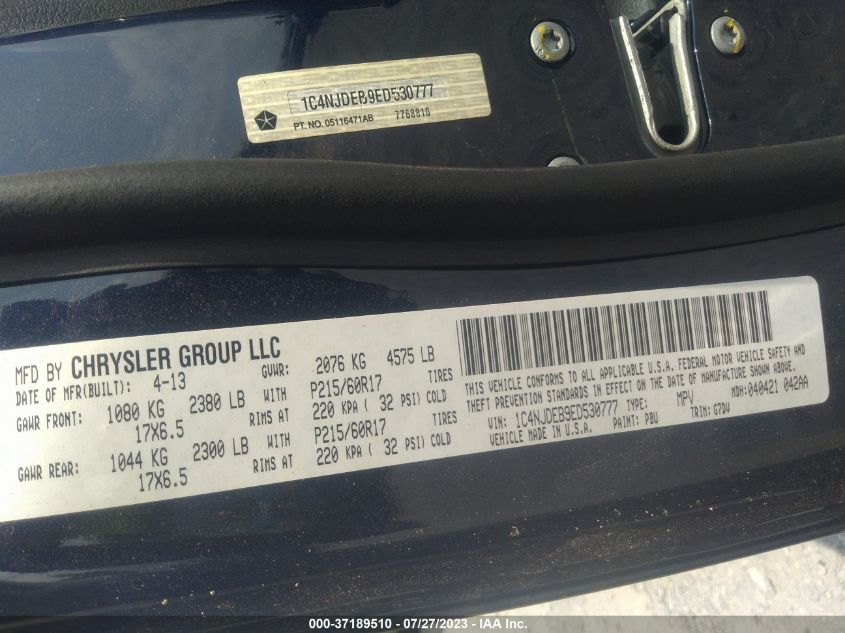 1C4NJDEB9ED530777
PT. NO. 05116471AB 7768810
MFD BY CHRYSLER GROUP LLC GVWR: 2076 KG 4575 LB
DATE OF MFR(BUILT): 4-13
GAWR FRONT: 1080 KG 2380 LB WITH P215/60R17 TIRES
17X6.5 RIMS AT 220 KPA ( 32 PSI) COLD
GAWR REAR: 1044 KG 2300 LB WITH P215/60R17 TIRES
17X6.5 RIMS AT 220 KPA ( 32 PSI) COLD
THIS VEHICLE CONFORMS TO ALL APPLICABLE U.S.A. FEDERAL MOTOR VEHICLE SAFETY AND
THEFT PREVENTION STANDARDS IN EFFECT ON THE DATE OF MANUFACTURE SHOWN ABOVE.
VIN: 1C4NJDEB9ED530777 TYPE: MPV MDH:040421 042AA
VEHICLE MADE IN U.S.A. PAINT: PBU TRIM: G7DV
000-37189510 - 07/27/2023 - IAA, Inc.